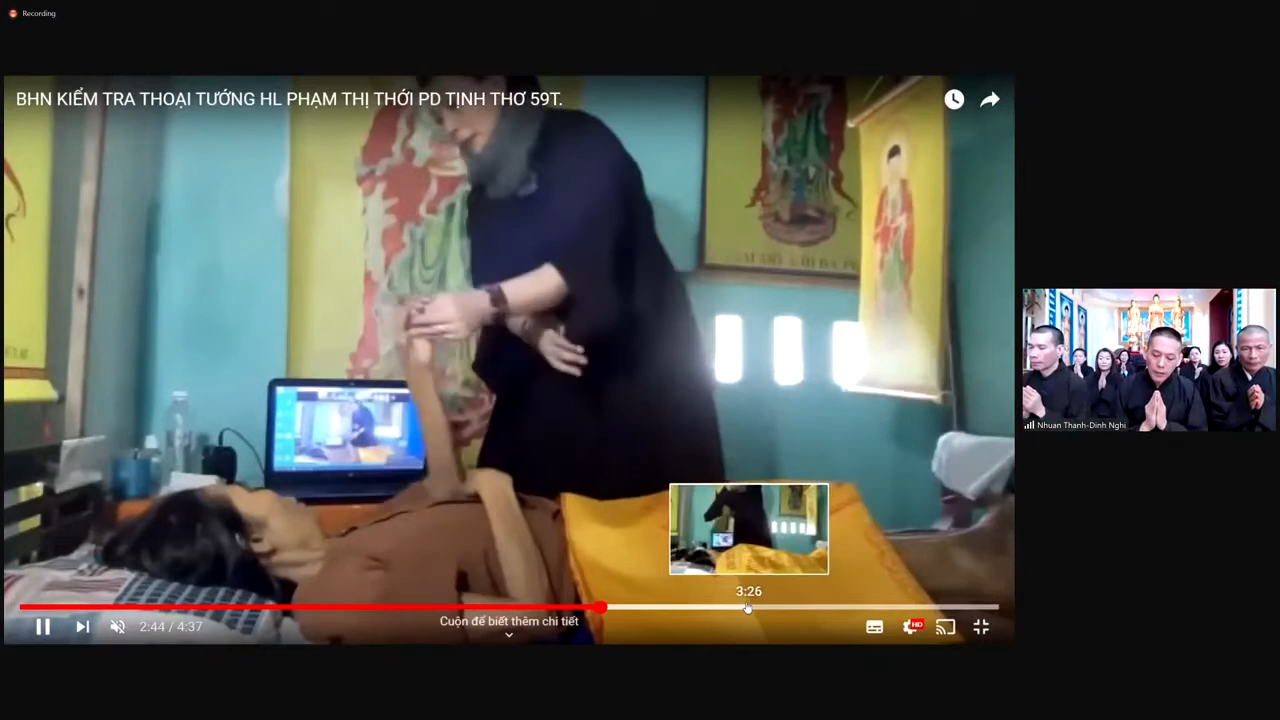 Recording
BHN KIỂM TRA THOẠI TƯỚNG HL PHẠM THỊ THỚI PD TỊNH THƠ 59T.
Nhuan Thanh-Dinh Nghi
3:26
2:44 / 4:37
Cuộn để biết thêm chi tiết
HD